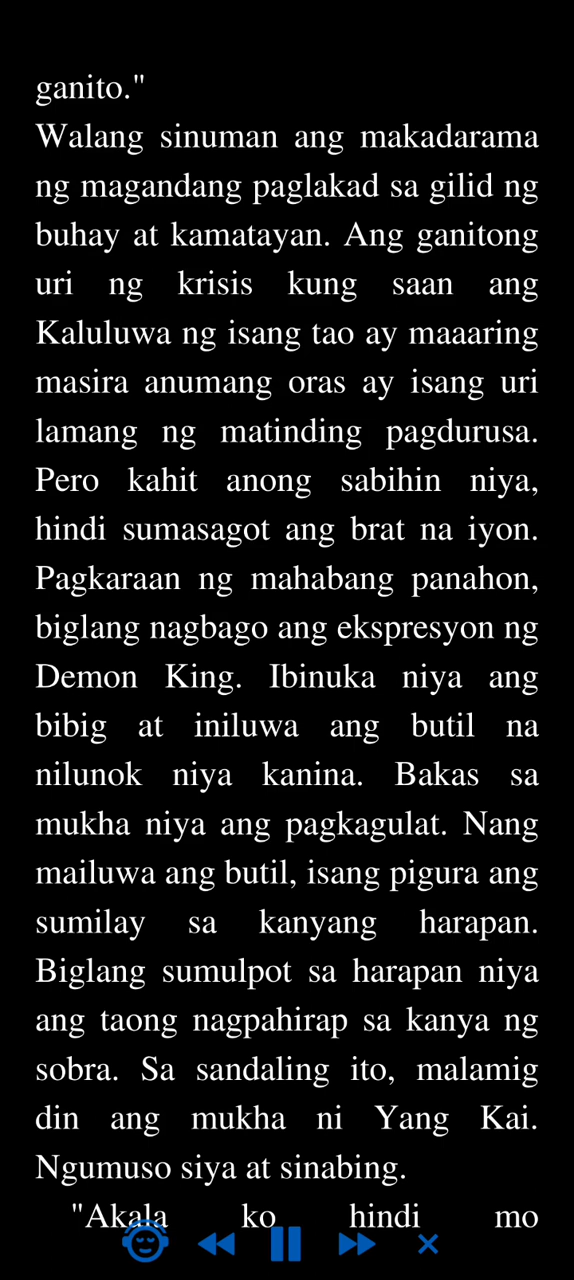 ganito."
Walang sinuman ang makadarama
ng magandang paglakad sa gilid ng
buhay at kamatayan. Ang ganitong
uri ng krisis kung saan ang
Kaluluwa ng isang tao ay maaaring
masira anumang oras ay isang uri
lamang ng matinding pagdurusa.
Pero kahit anong sabihin niya,
hindi sumasagot ang brat na iyon.
Pagkaraan ng mahabang panahon,
biglang nagbago ang ekspresyon ng
Demon King. Ibinuka niya ang
bibig at iniluwa ang butil na
nilunok niya kanina. Bakas sa
mukha niya ang pagkagulat. Nang
mailuwa ang butil, isang pigura ang
sumilay sa kanyang harapan.
Biglang sumulpot sa harapan niya
ang taong nagpahirap sa kanya ng
sobra. Sa sandaling ito, malamig
din ang mukha ni Yang Kai.
Ngumuso siya at sinabing.
"Akala ko hindi mo